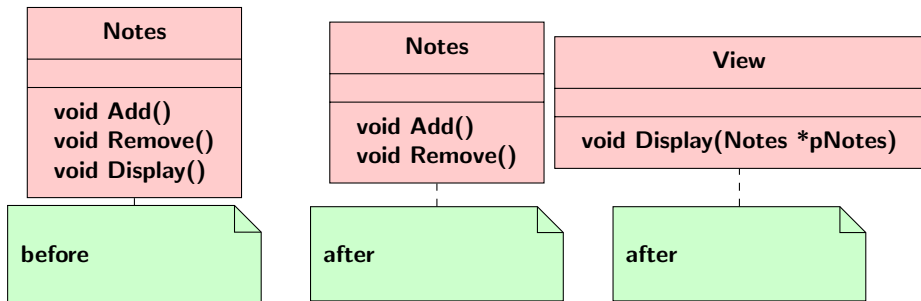 Notes
void Add()
void Remove()
void Display()
before
Notes
void Add()
void Remove()
after
View
void Display(Notes *pNotes)
after